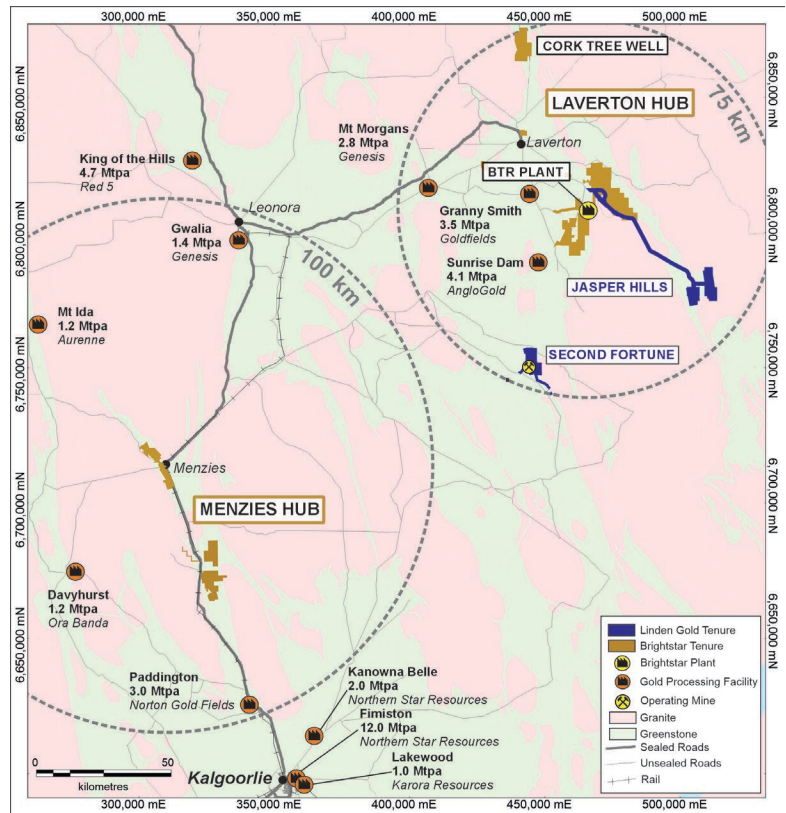 300,000 mE
350,000 mE
400,000 mE
450,000 mE
500,000 mE
6,850,000 mN
6,800,000 mN
6,750,000 mN
6,700,000 mN
6,650,000 mN
6,850,000 mN
6,800,000 mN
6,750,000 mN
6,700,000 mN
6,650,000 mN
CORK TREE WELL
LAVERTON HUB
75 km
Mt Morgans
2.8 Mtpa
Genesis
Laverton
King of the Hills
4.7 Mtpa
Red 5
BTR PLANT
Leonora
Granny Smith
3.5 Mtpa
Goldfields
Gwalia
1.4 Mtpa
Genesis
100 km
Sunrise Dam
4.1 Mtpa
AngloGold
JASPER HILLS
Mt Ida
1.2 Mtpa
Aurenne
SECOND FORTUNE
Menzies
MENZIES HUB
Davyhurst
1.2 Mtpa
Ora Banda
Paddington
3.0 Mtpa
Norton Gold Fields
Kanowna Belle
2.0 Mtpa
Northern Star Resources
Fimiston
12.0 Mtpa
Northern Star Resources
Kalgoorlie
Lakewood
1.0 Mtpa
Karora Resources
Linden Gold Tenure
Brightstar Tenure
Brightstar Plant
Gold Processing Facility
Operating Mine
Granite
Greenstone
Sealed Roads
Unsealed Roads
Rail
0 50
kilometres
300,000 mE
350,000 mE
400,000 mE
450,000 mE
500,000 mE